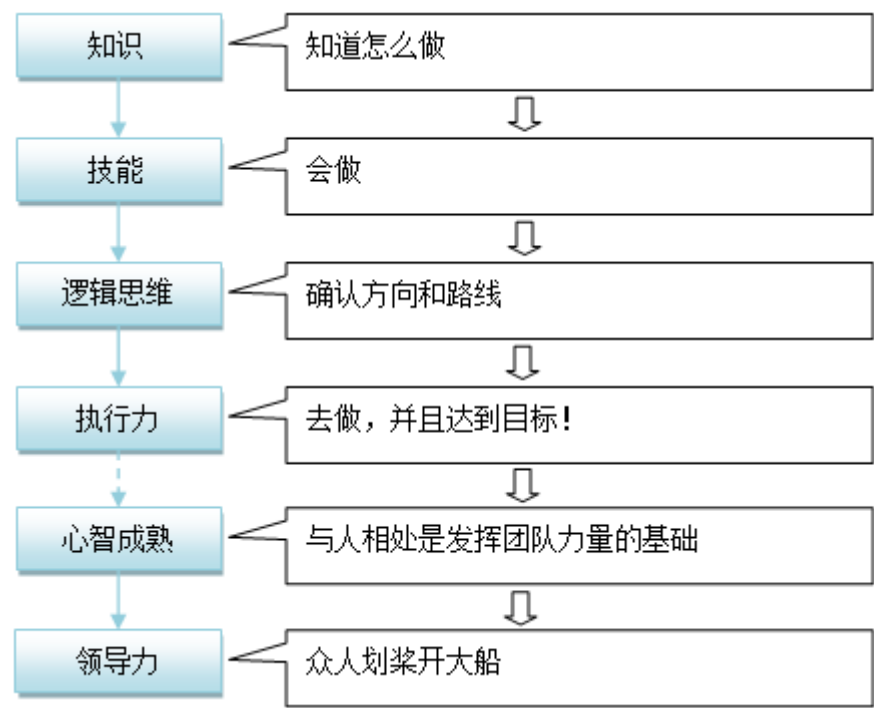 知识
知道怎么做
技能
会做
逻辑思维
确认方向和路线
执行力
去做，并且达到目标！
心智成熟
与人相处是发挥团队力量的基础
领导力
众人划桨开大船